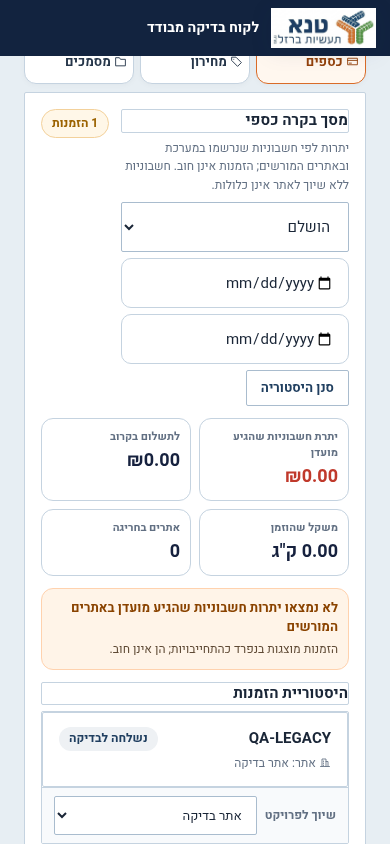 טנא
תעשיות ברזל
לקוח בדיקה מבודד
כספים
מחירון
מסמכים
מסך בקרה כספי
1 הזמנות
יתרות לפי חשבוניות שנרשמו במערכת
ובאתרים המורשים; הזמנות אינן חוב. חשבוניות
ללא שיוך לאתר אינן כלולות.
הושלם
mm/dd/yyyy
mm/dd/yyyy
סנן היסטוריה
יתרת חשבוניות שהגיע
מועדן
₪0.00
לתשלום בקרוב
₪0.00
משקל שהוזמן
0.00 ק"ג
אתרים בחריגה
0
לא נמצאו יתרות חשבוניות שהגיע מועדן באתרים
המורשים
הזמנות מוצגות בנפרד כהתחייבויות; הן אינן חוב.
היסטוריית הזמנות
QA-LEGACY
נשלחה לבדיקה
אתר: אתר בדיקה
שיוך לפרויקט
אתר בדיקה